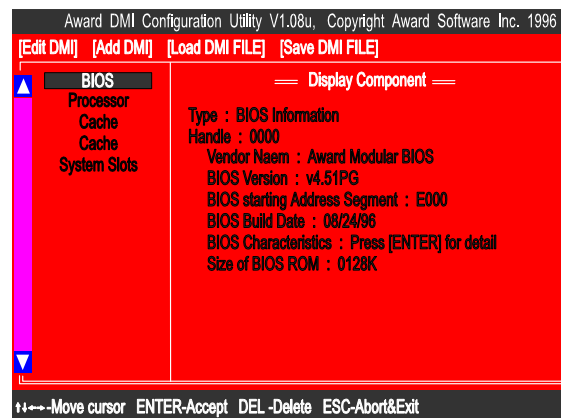 Award DMI Configuration Utility V1.08u, Copyright Award Software Inc. 1996
[Edit DMI] [Add DMI] [Load DMI FILE] [Save DMI FILE]
BIOS
Processor
Cache
Cache
System Slots
Display Component
Type : BIOS Information
Handle : 0000
Vendor Naem : Award Modular BIOS
BIOS Version : v4.51PG
BIOS starting Address Segment : E000
BIOS Build Date : 08/24/96
BIOS Characteristics : Press [ENTER] for detail
Size of BIOS ROM : 0128K
↑↓←→-Move cursor ENTER-Accept DEL -Delete ESC-Abort&Exit